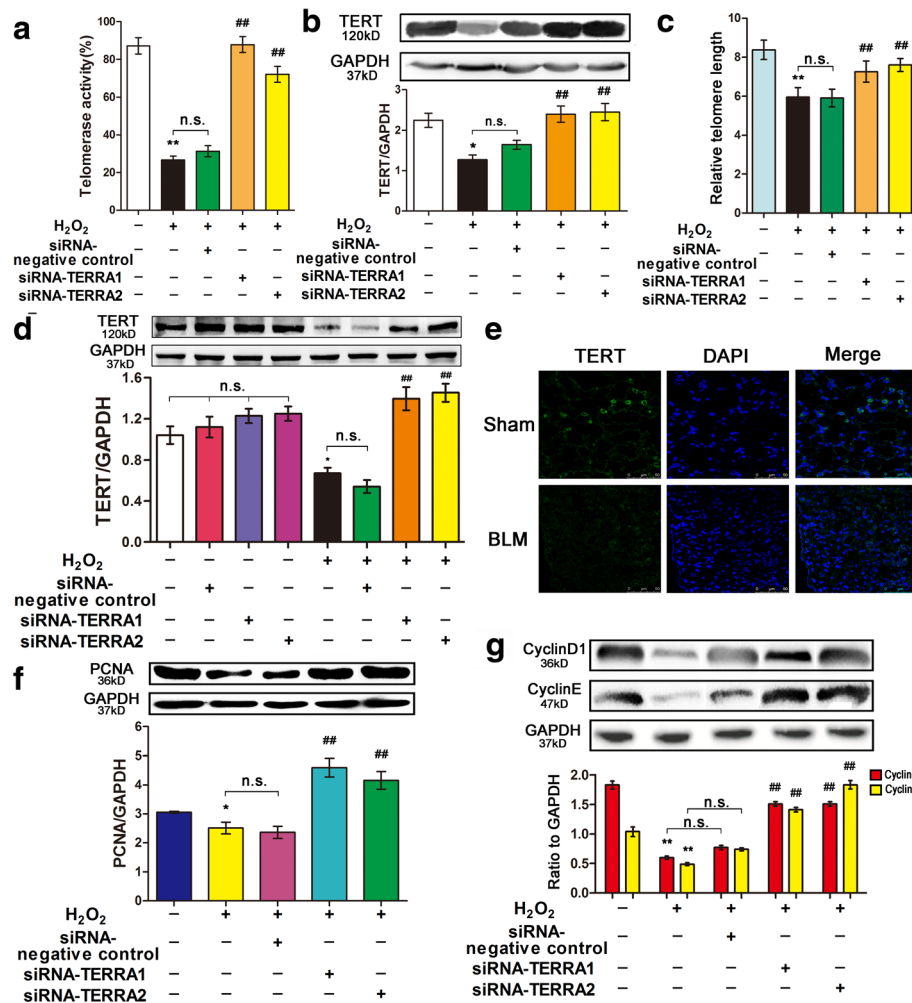 a
Telomerase activity(%)
100
80
60
40
20
0
**
n.s.
##
##
H2O2 – + + + +
siRNA-
negative control – – + – –
siRNA-TERRA1 – – – + –
siRNA-TERRA2 – – – – +
b
TERT
120kD
GAPDH
37kD
TERT/GAPDH
3
2
1
0
*
n.s.
##
##
H2O2 – + + + +
siRNA-
negative control – – + – –
siRNA-TERRA1 – – – + –
siRNA-TERRA2 – – – – +
c
Relative telomere length
10
8
6
4
2
0
**
n.s.
##
##
H2O2 – + + + +
siRNA-
negative control – – + – –
siRNA-TERRA1 – – – + –
siRNA-TERRA2 – – – – +
d
TERT
120kD
GAPDH
37kD
TERT/GAPDH
1.6
1.2
0.8
0.4
0.0
n.s.
*
n.s.
##
##
H2O2 – – – – + + + +
siRNA-
negative control – + – – – + – –
siRNA-TERRA1 – – + – – – + –
siRNA-TERRA2 – – – + – – – +
e
TERT DAPI Merge
Sham
BLM
f
PCNA
36kD
GAPDH
37kD
PCNA/GAPDH
6
5
4
3
2
1
0
*
n.s.
##
##
H2O2 – + + + +
siRNA-
negative control – – + – –
siRNA-TERRA1 – – – + –
siRNA-TERRA2 – – – – +
g
CyclinD1
36kD
CyclinE
47kD
GAPDH
37kD
Ratio to GAPDH
2.0
1.5
1.0
0.5
0.0
**
**
n.s.
n.s.
##
##
##
##
Cyclin
Cyclin
H2O2 – + + + +
siRNA-
negative control – – + – –
siRNA-TERRA1 – – – + –
siRNA-TERRA2 – – – – +